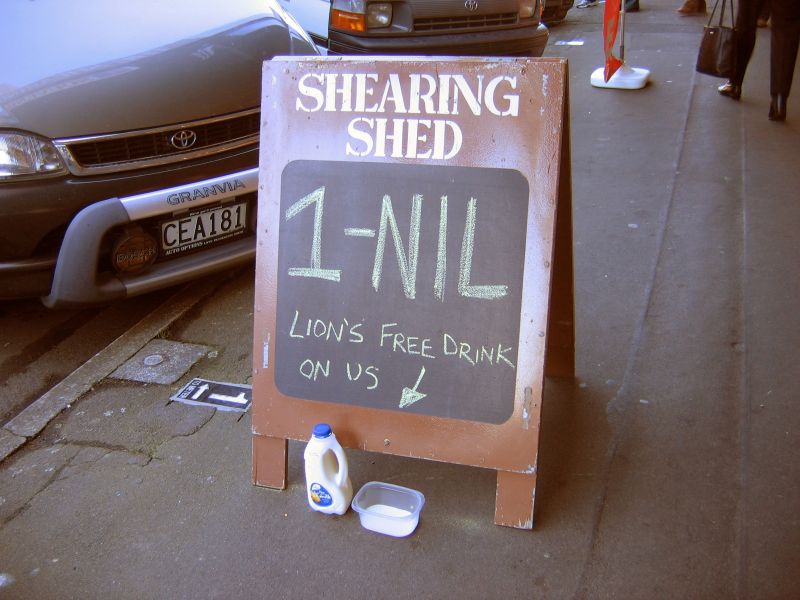 SHEARING
SHED
1-NIL
LION'S FREE DRINK
ON US
GRANVIA
CEA181